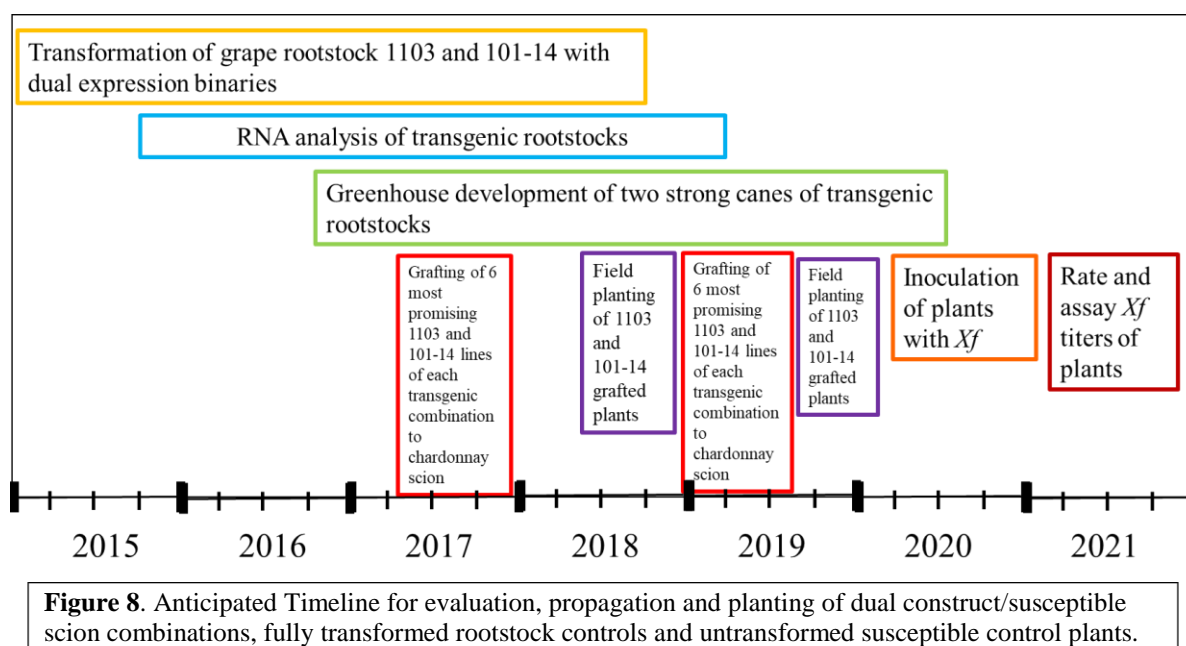 Transformation of grape rootstock 1103 and 101-14 with
dual expression binaries
RNA analysis of transgenic rootstocks
Greenhouse development of two strong canes of transgenic
rootstocks
Grafting of 6
most
promising
1103 and
101-14 lines
of each
transgenic
combination
to
chardonnay
scion
Field
planting
of 1103
and
101-14
grafted
plants
Grafting of
6 most
promising
1103 and
101-14 lines
of each
transgenic
combination
to
chardonnay
scion
Field
planting
of 1103
and
101-14
grafted
plants
Inoculation
of plants
with Xf
Rate and
assay Xf
titers of
plants
2015 2016 2017 2018 2019 2020 2021
Figure 8. Anticipated Timeline for evaluation, propagation and planting of dual construct/susceptible
scion combinations, fully transformed rootstock controls and untransformed susceptible control plants.